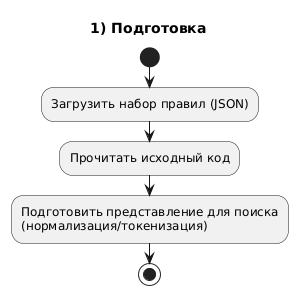 1) Подготовка
Загрузить набор правил (JSON)
Прочитать исходный код
Подготовить представление для поиска
(нормализация/токенизация)